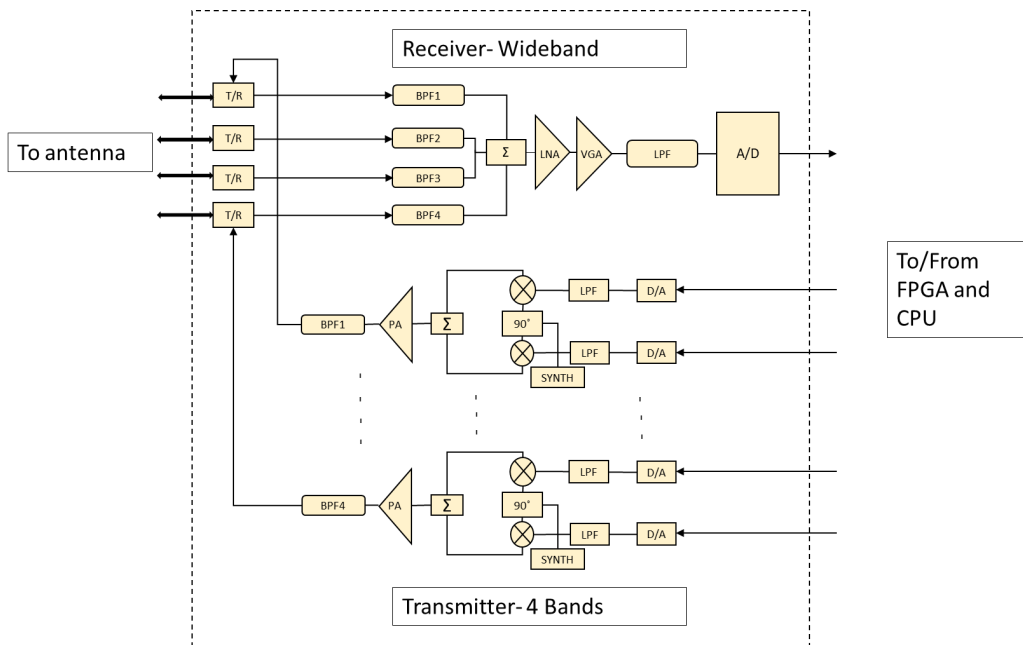 Receiver- Wideband
T/R
BPF1
T/R
BPF2
To antenna
Σ
LNA
VGA
LPF
A/D
T/R
BPF3
T/R
BPF4
To/From
FPGA and
CPU
LPF
D/A
BPF1
PA
Σ
90°
LPF
D/A
SYNTH
LPF
D/A
BPF4
PA
Σ
90°
LPF
D/A
SYNTH
Transmitter- 4 Bands